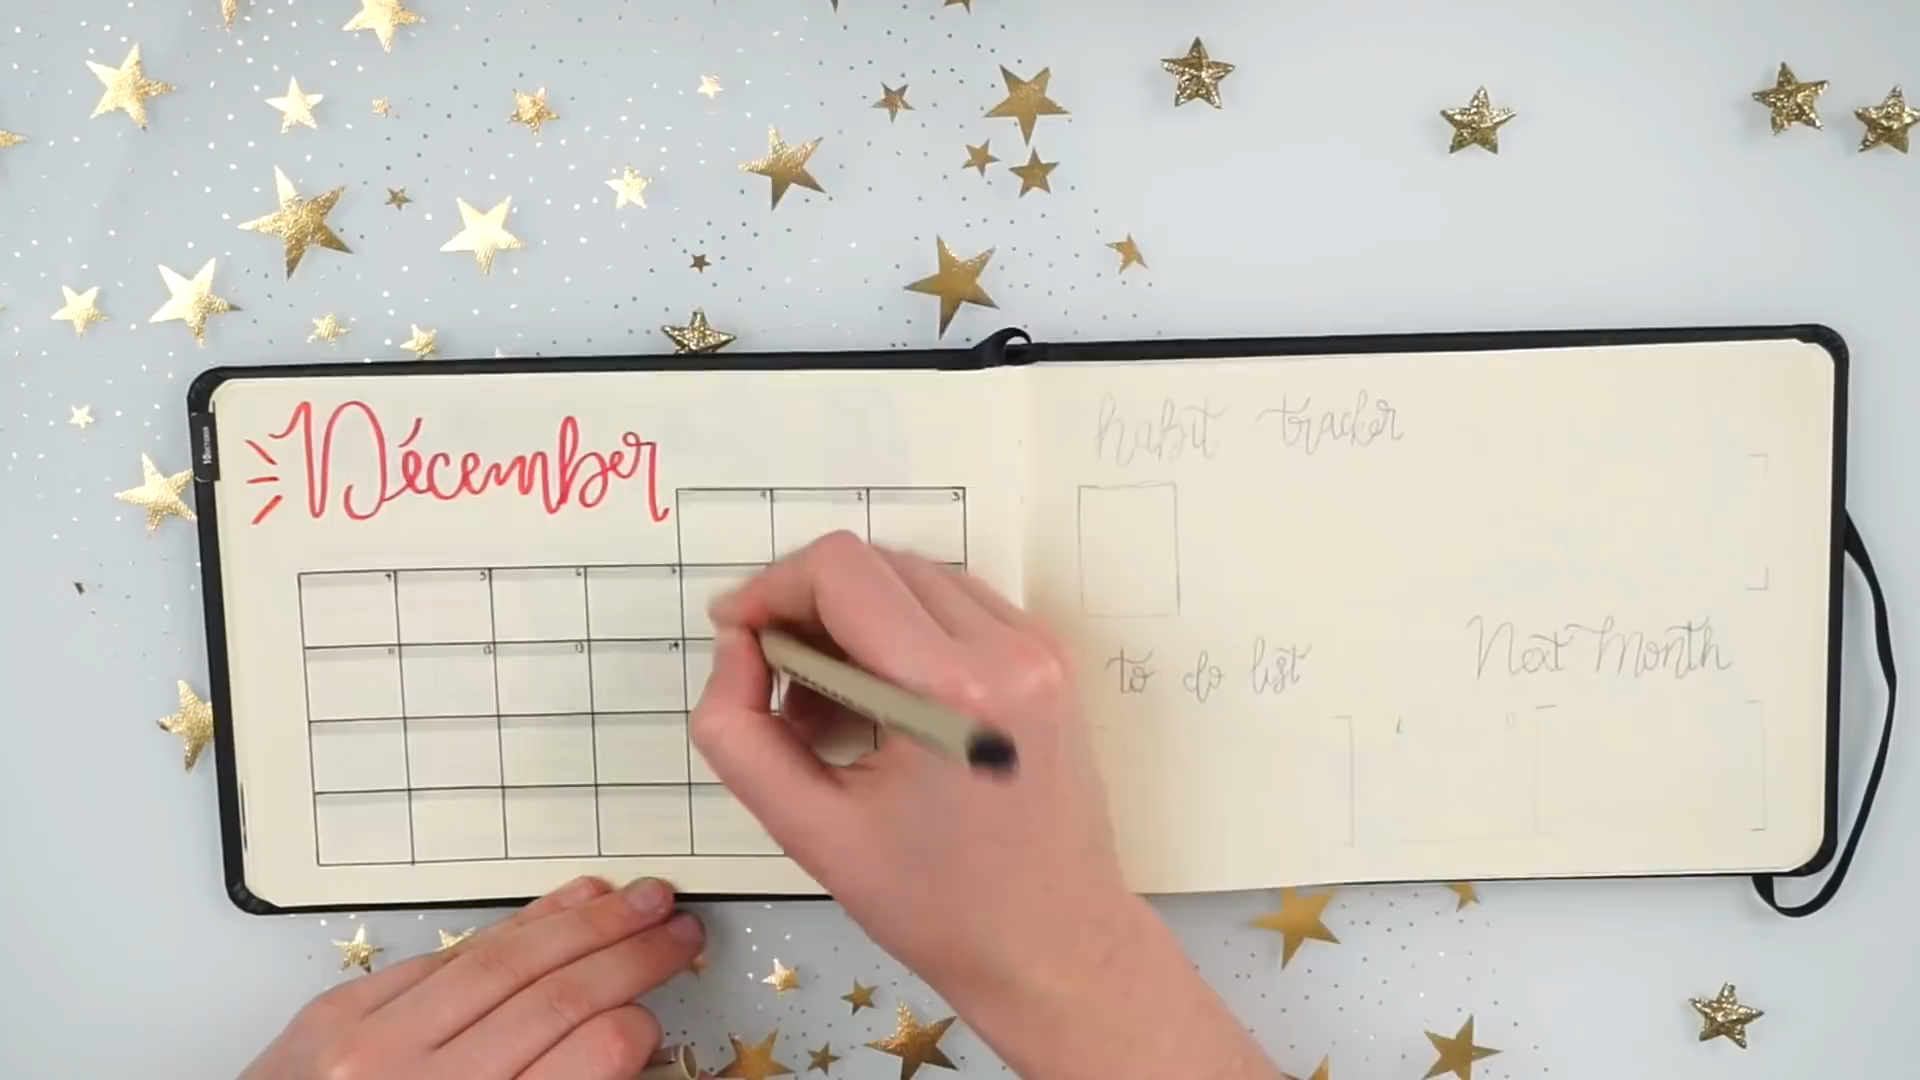 Décember
1 2 3
4 5 6 7
11 12 13 14
habit tracker
to do list
Next Month